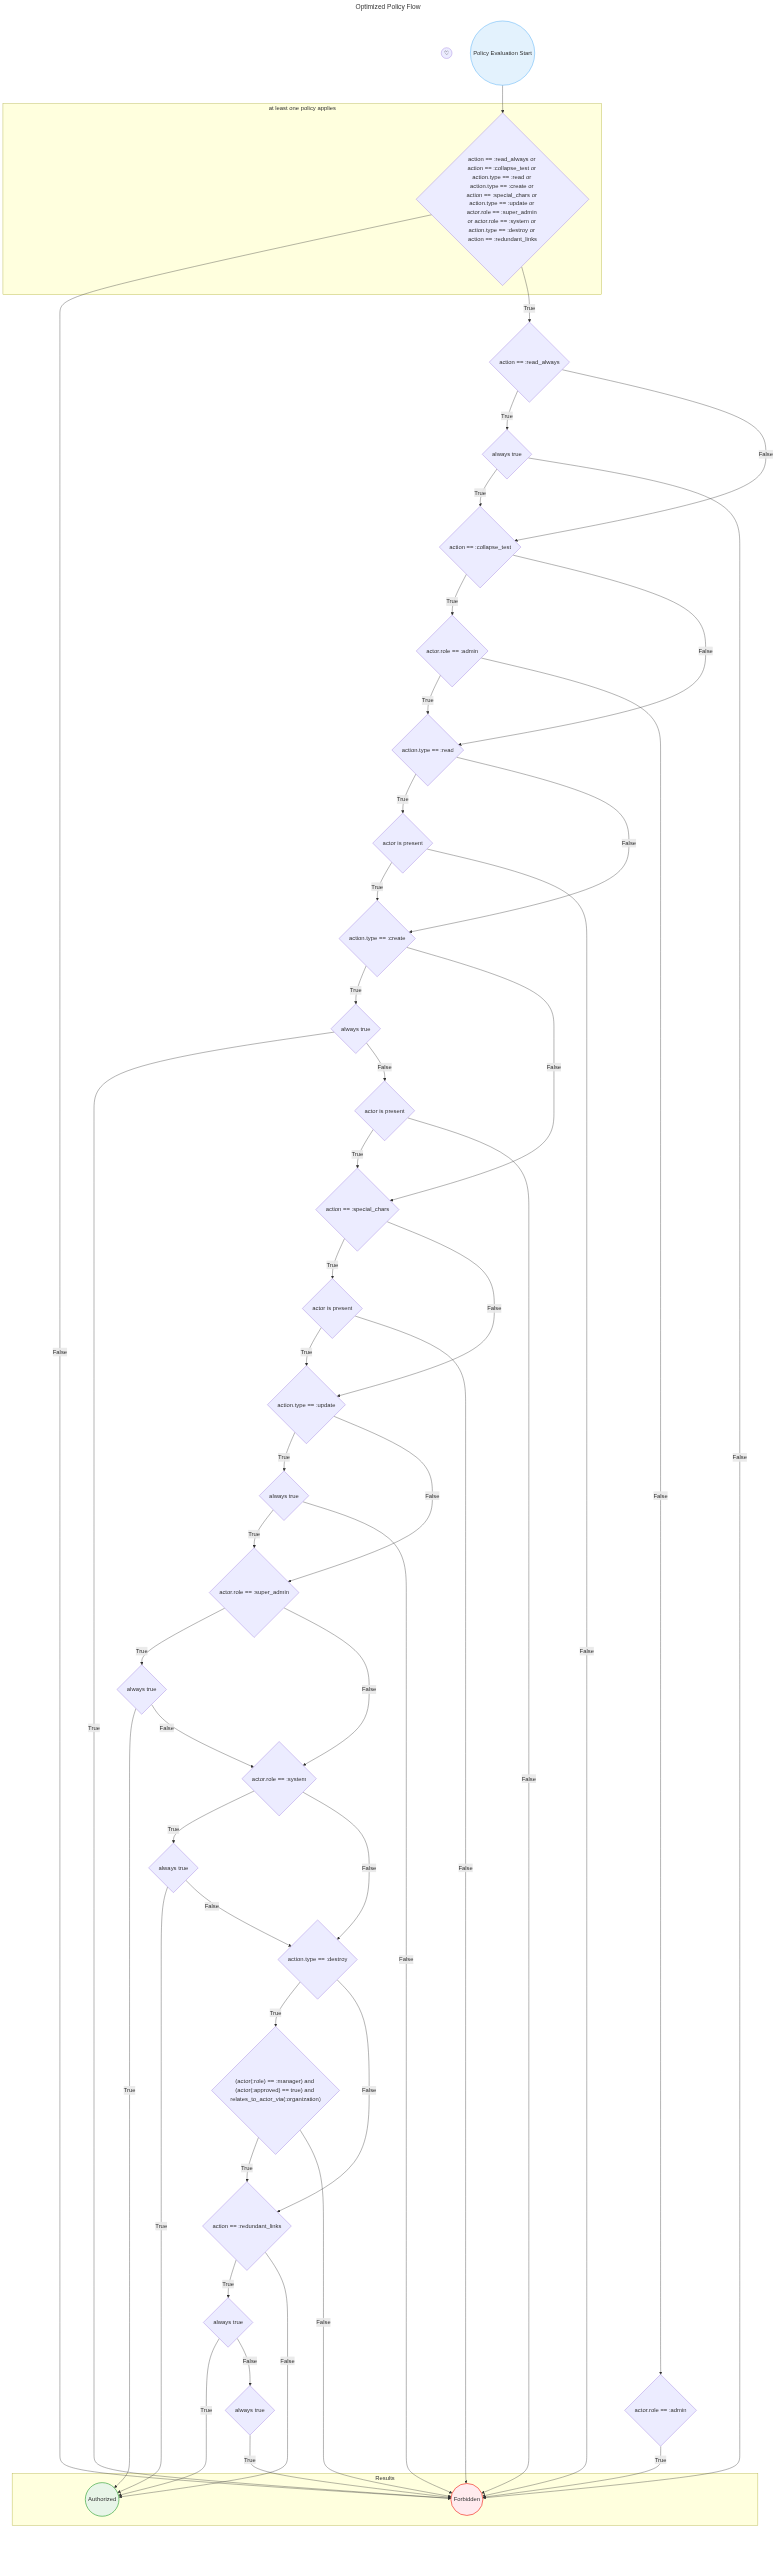 Optimized Policy Flow
♡
Policy Evaluation Start
at least one policy applies
action == :read_always or
action == :collapse_test or
action.type == :read or
action.type == :create or
action == :special_chars or
action.type == :update or
actor.role == :super_admin
or actor.role == :system or
action.type == :destroy or
action == :redundant_links
True
action == :read_always
True
always true
False
True
action == :collapse_test
True
actor.role == :admin
False
True
action.type == :read
True
actor is present
False
True
action.type == :create
True
always true
False
False
actor is present
True
action == :special_chars
True
actor is present
False
True
False
action.type == :update
True
False
always true
False
False
True
actor.role == :super_admin
True
False
False
always true
True
False
actor.role == :system
False
True
always true
False
False
False
False
action.type == :destroy
True
(actor[:role} == :manager) and
(actor[:approved} == true) and
relates_to_actor_via(:organization)
True
False
True
action == :redundant_links
True
True
always true
False
False
False
True
always true
actor.role == :admin
True
True
Results
Authorized
Forbidden